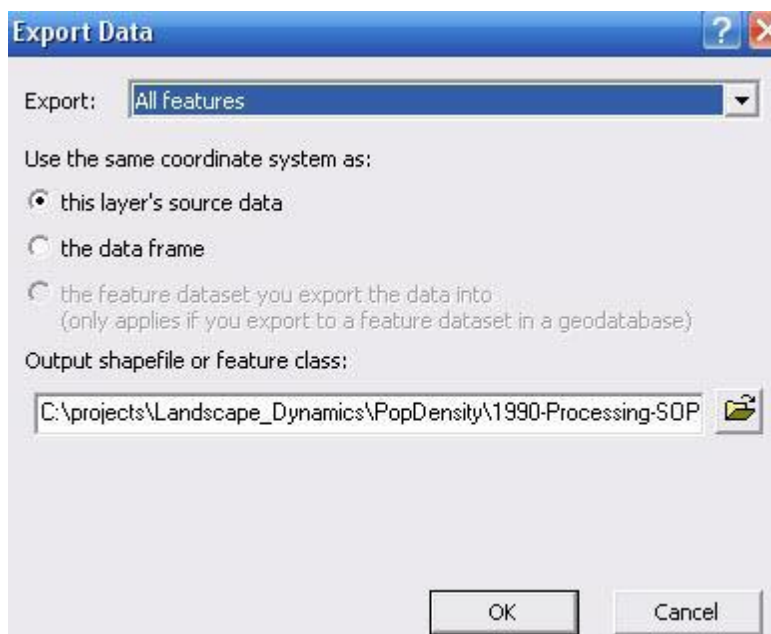 Export Data
Export: All features
Use the same coordinate system as:
this layer's source data
the data frame
the feature dataset you export the data into
(only applies if you export to a feature dataset in a geodatabase)
Output shapefile or feature class:
C:\projects\Landscape_Dynamics\PopDensity\1990-Processing-SOP
OK Cancel